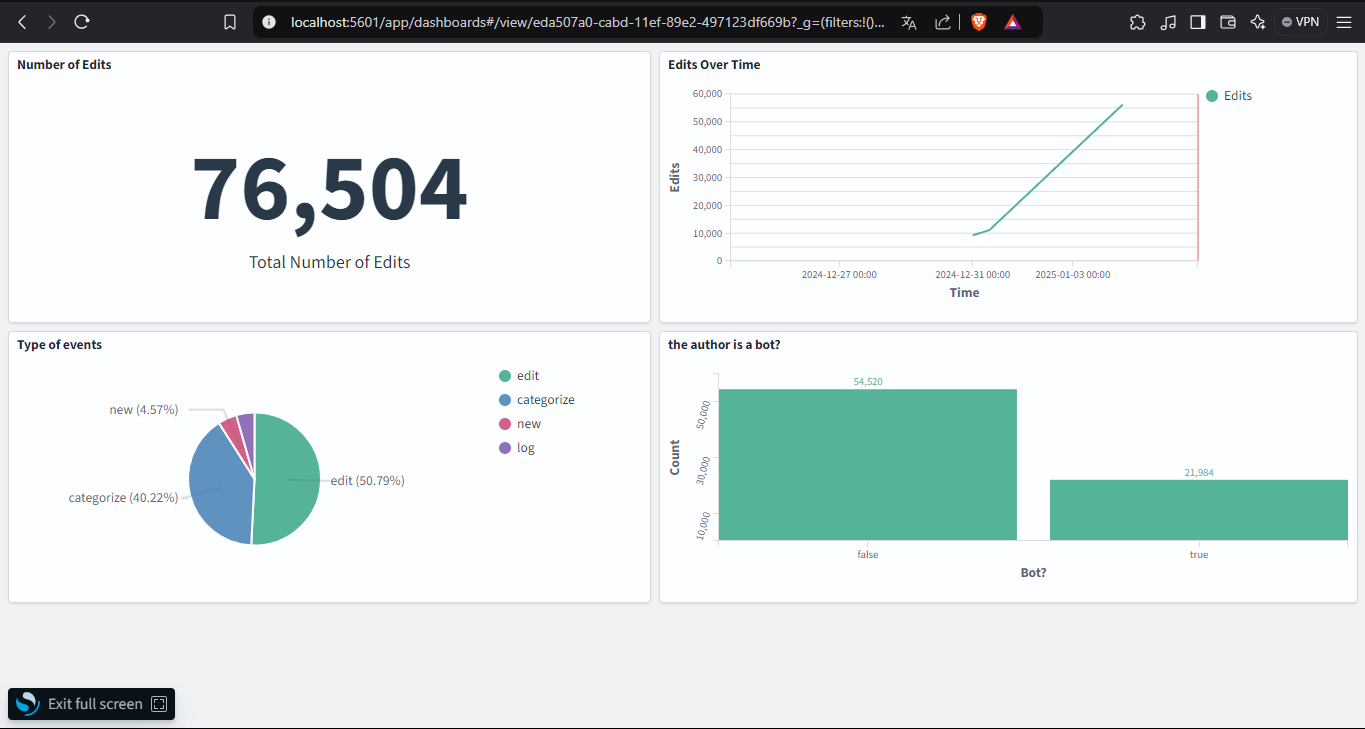 localhost:5601/app/dashboards#/view/eda507a0-cabd-11ef-89e2-497123df669b?_g=(filters:!()...
VPN
Number of Edits
76,504
Total Number of Edits
Edits Over Time
Edits
60,000
50,000
40,000
30,000
20,000
10,000
0
2024-12-27 00:00
2024-12-31 00:00
2025-01-03 00:00
Time
Edits
Type of events
new (4.57%)
categorize (40.22%)
edit (50.79%)
edit
categorize
new
log
the author is a bot?
Count
50,000
30,000
10,000
54,520
21,984
false
true
Bot?
Exit full screen